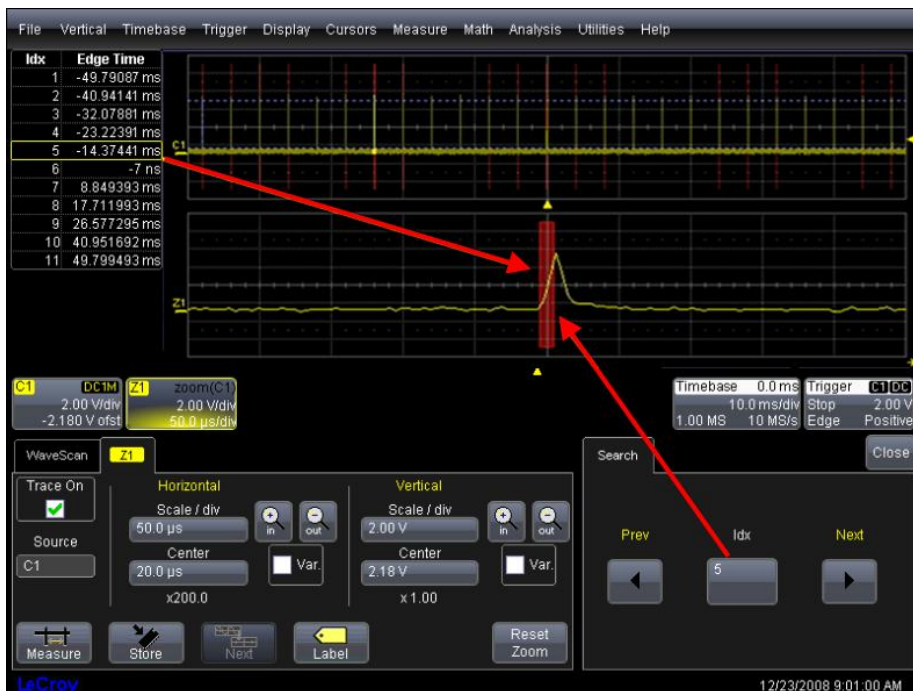 File Vertical Timebase Trigger Display Cursors Measure Math Analysis Utilities Help
Idx Edge Time
1 -49.79087 ms
2 -40.94141 ms
3 -32.07881 ms
4 -23.22391 ms
5 -14.37441 ms
6 -7 ns
7 8.849393 ms
8 17.711993 ms
9 26.577295 ms
10 40.951692 ms
11 49.799493 ms
C1
Z1
C1 DC1M
2.00 V/div
-2.180 V ofst
Z1 zoom(C1)
2.00 V/div
50.0 µs/div
Timebase 0.0 ms
10.0 ms/div
1.00 MS 10 MS/s
Trigger C1 DC
Stop 2.00 V
Edge Positive
WaveScan Z1
Trace On
Source
C1
Horizontal
Scale / div
50.0 µs
in out
Center
20.0 µs
Var.
x200.0
Vertical
Scale / div
2.00 V
in out
Center
2.18 V
Var.
x 1.00
Measure Store Next Label
Reset Zoom
Search
Close
Prev Idx Next
5
LeCroy
12/23/2008 9:01:00 AM